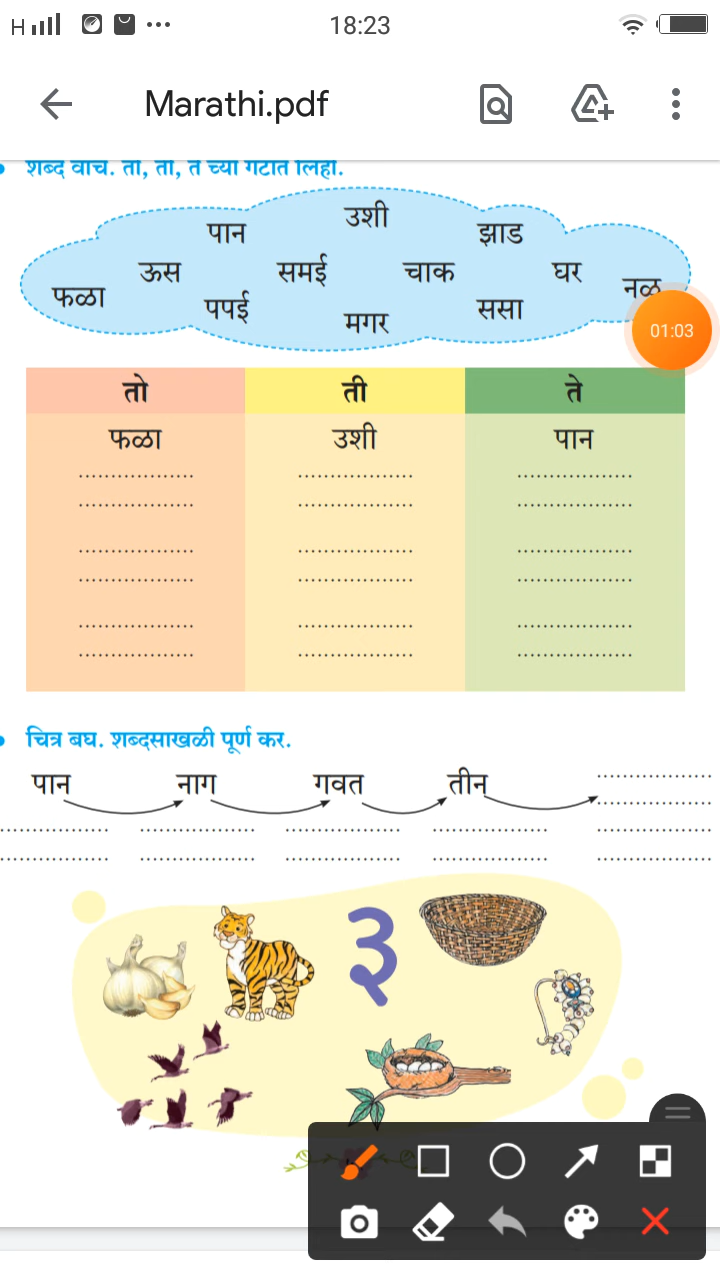 H 18:23
Marathi.pdf
शब्द वाच. तो, ती, ते च्या गटात लिहा.
उशी
पान झाड
ऊस समई चाक घर
फळा पपई ससा नळ
मगर
01:03
तो ती ते
फळा उशी पान
चित्र बघ. शब्दसाखळी पूर्ण कर.
पान नाग गवत तीन
३